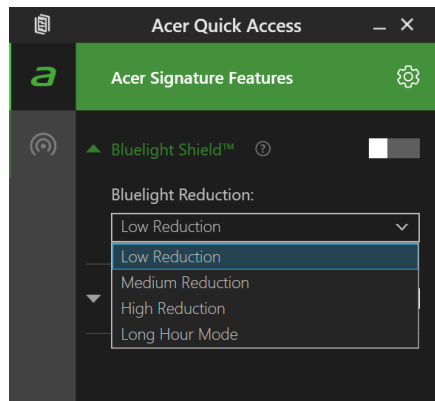 Acer Quick Access
a
Acer Signature Features
Bluelight Shield™ ?
Bluelight Reduction:
Low Reduction
Low Reduction
Medium Reduction
High Reduction
Long Hour Mode